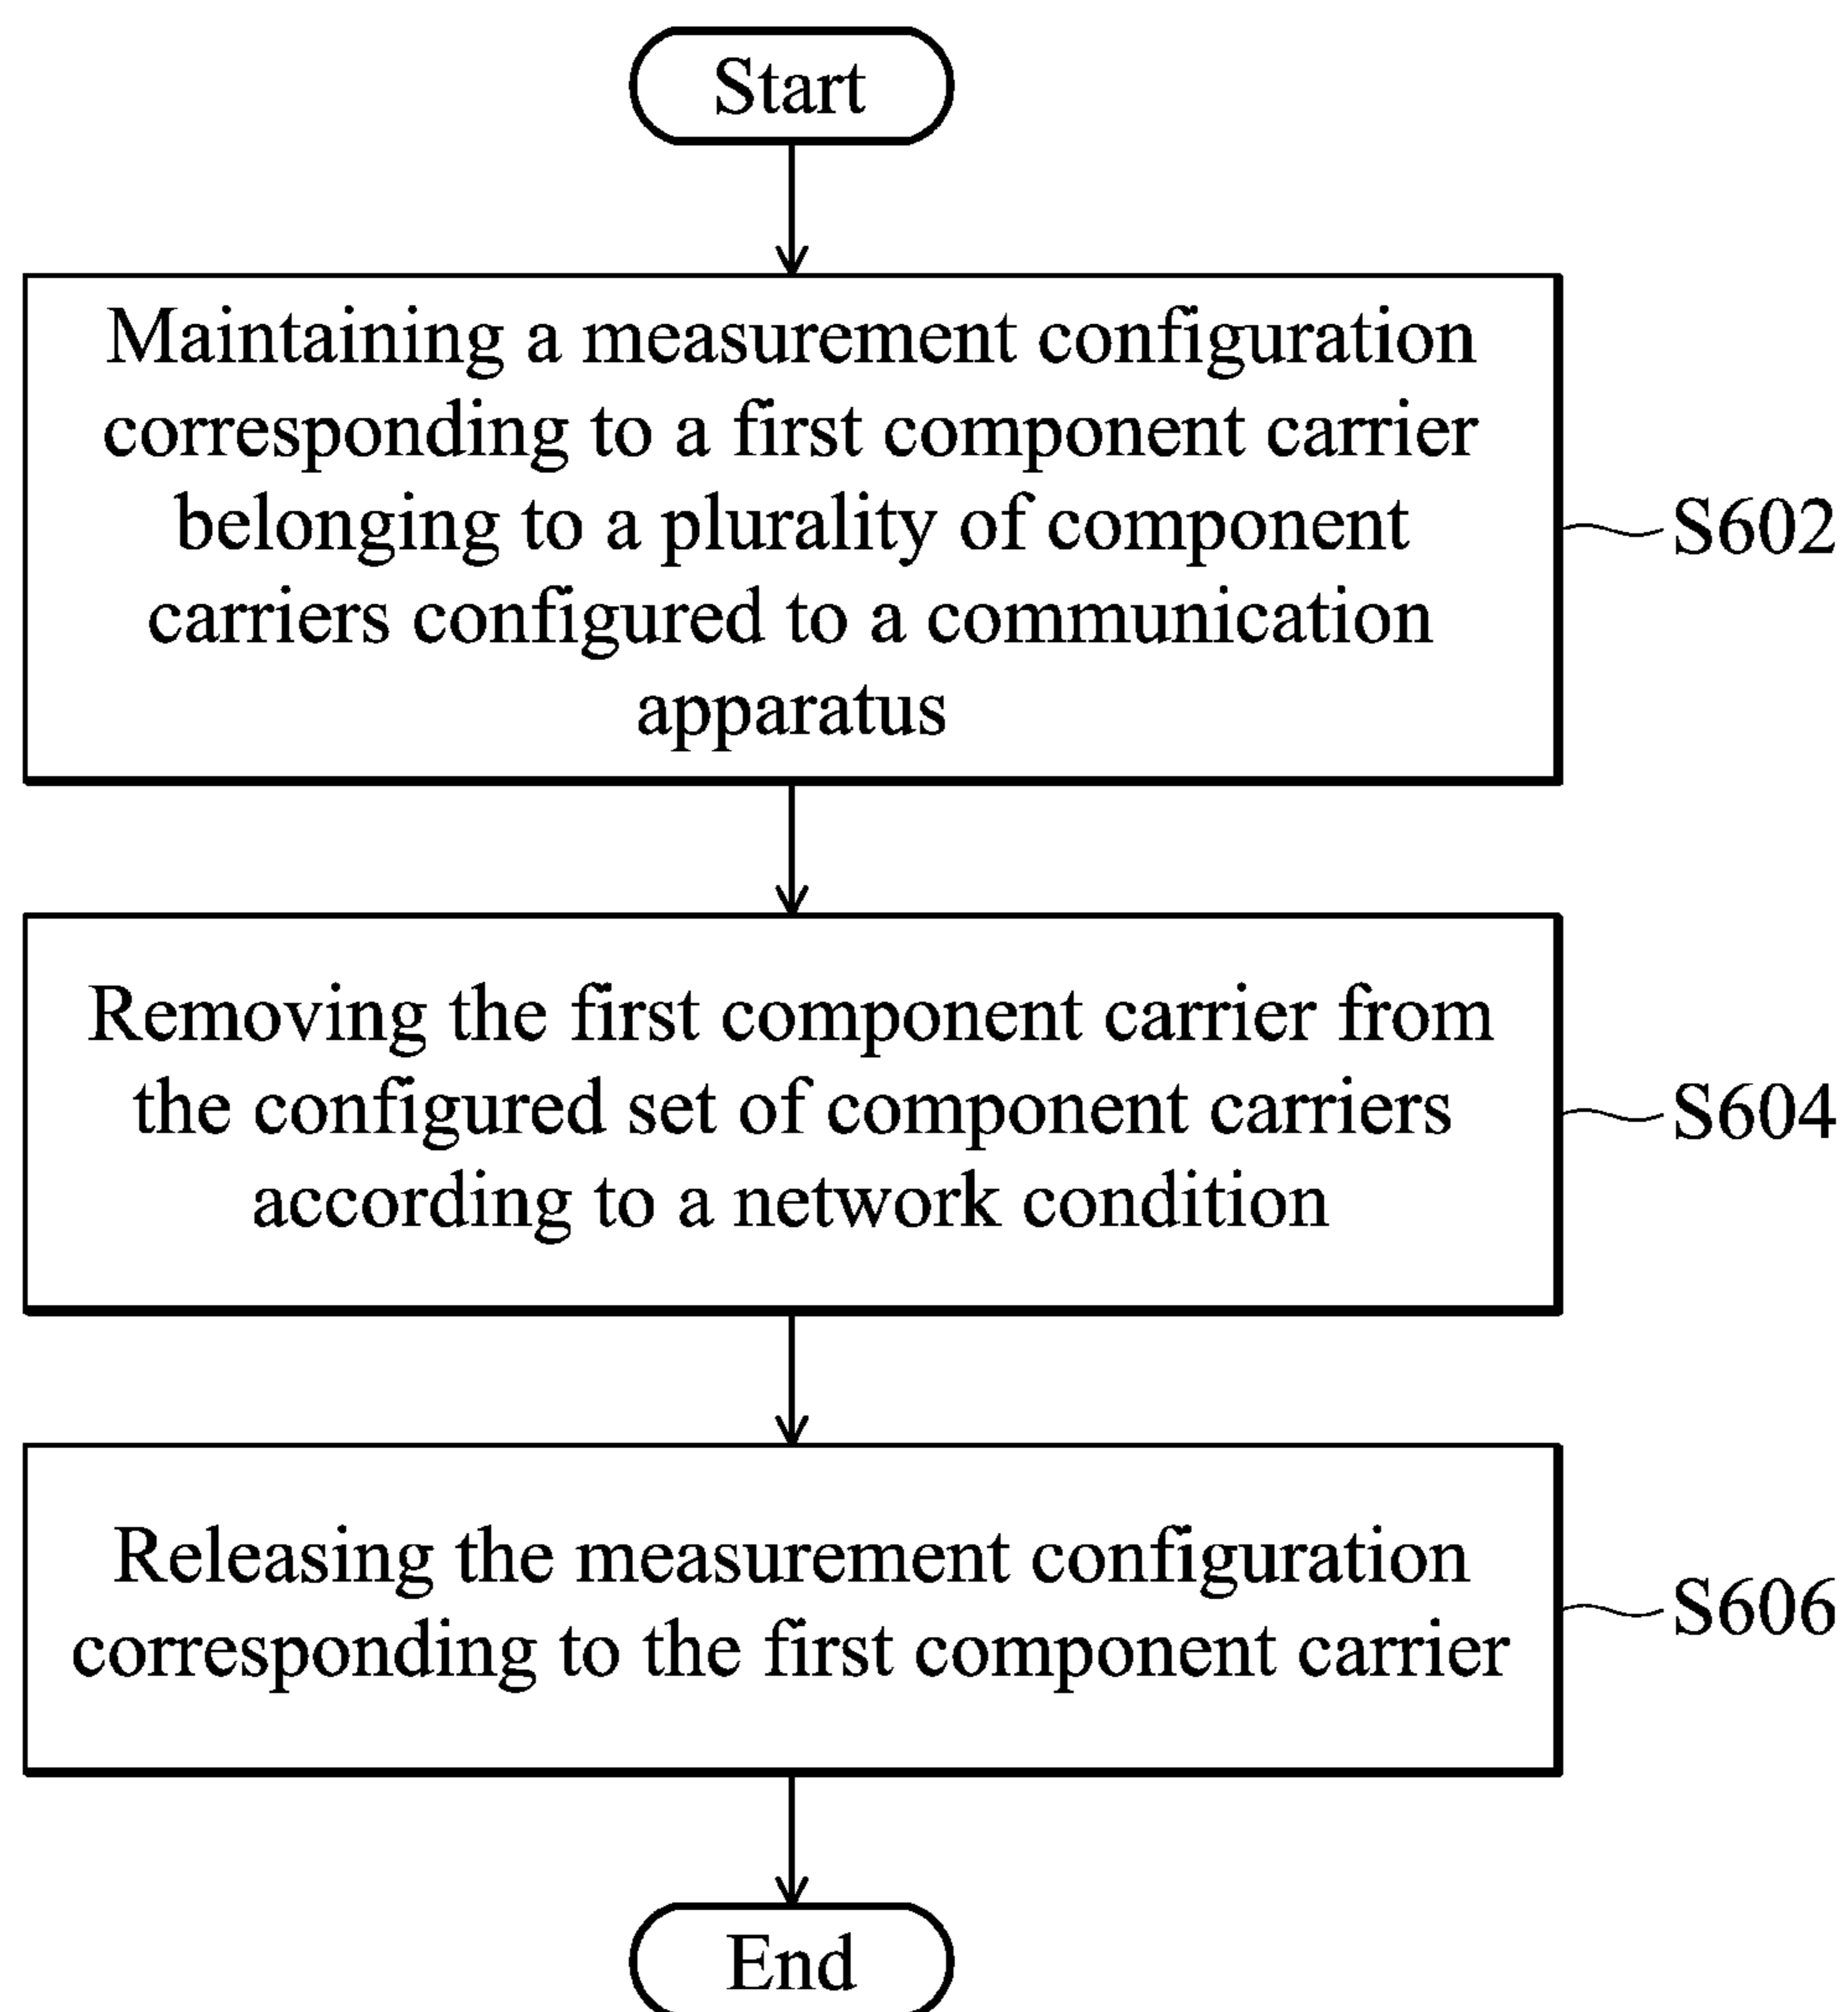 Start
Maintaining a measurement configuration
corresponding to a first component carrier
belonging to a plurality of component
carriers configured to a communication
apparatus
S602
Removing the first component carrier from
the configured set of component carriers
according to a network condition
S604
Releasing the measurement configuration
corresponding to the first component carrier
S606
End